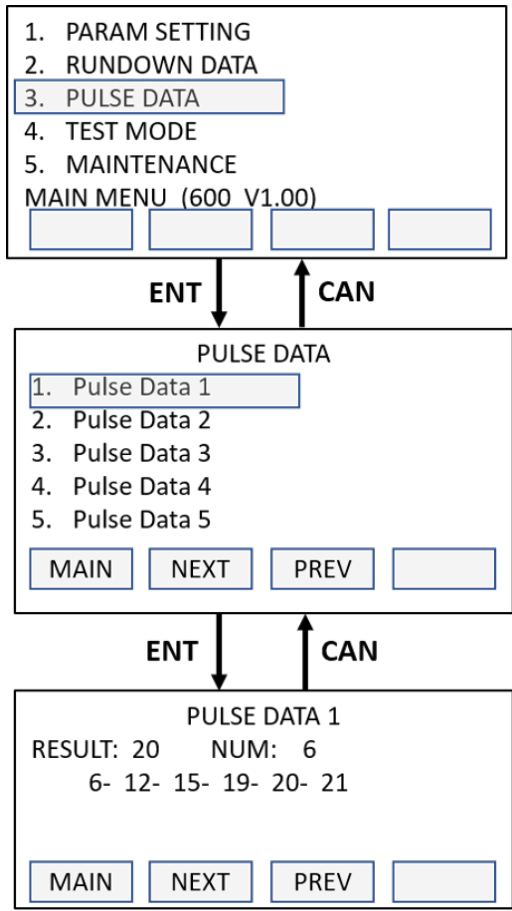 1. PARAM SETTING
2. RUNDOWN DATA
3. PULSE DATA
4. TEST MODE
5. MAINTENANCE
MAIN MENU (600 V1.00)
ENT CAN
PULSE DATA
1. Pulse Data 1
2. Pulse Data 2
3. Pulse Data 3
4. Pulse Data 4
5. Pulse Data 5
MAIN NEXT PREV
ENT CAN
PULSE DATA 1
RESULT: 20 NUM: 6
6- 12- 15- 19- 20- 21
MAIN NEXT PREV